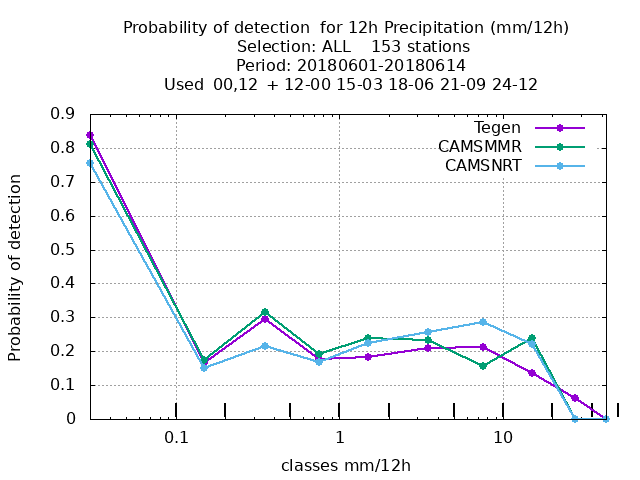 Probability of detection  for 12h Precipitation (mm/12h)
Selection: ALL    153 stations
Period: 20180601-20180614
Used  00,12  + 12-00 15-03 18-06 21-09 24-12
Tegen
CAMSMMR
CAMSNRT
Probability of detection
0.9
0.8
0.7
0.6
0.5
0.4
0.3
0.2
0.1
0
0.1
1
10
classes mm/12h